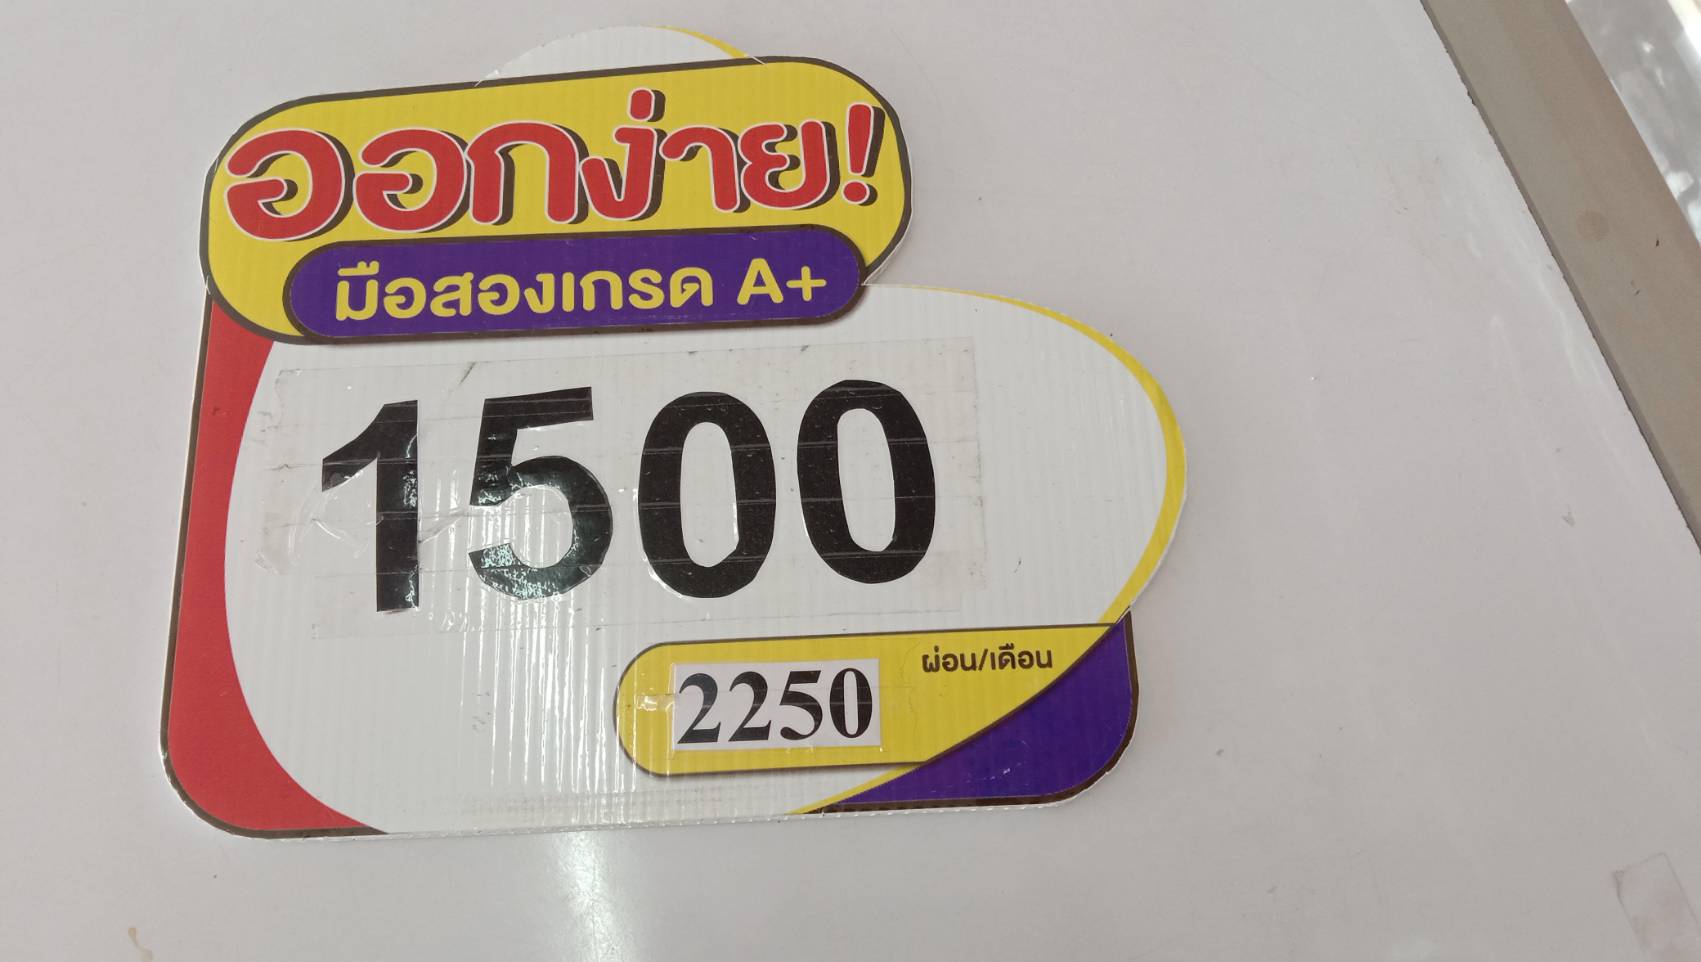 ออกง่าย!
มือสองเกรด A+
1500
ผ่อน/เดือน
2250